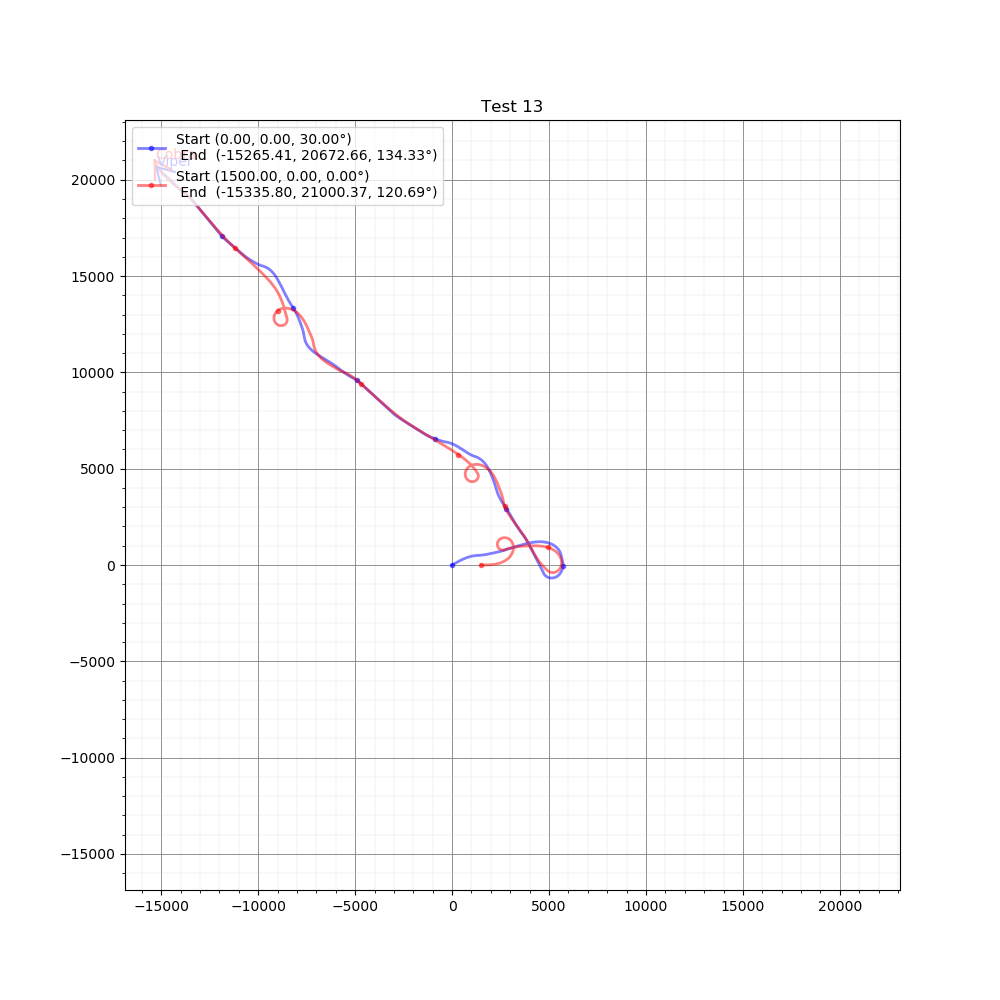 Test 13
Start (0.00, 0.00, 30.00°)
End (-15265.41, 20672.66, 134.33°)
Start (1500.00, 0.00, 0.00°)
End (-15335.80, 21000.37, 120.69°)
20000
15000
10000
5000
0
−5000
−10000
−15000
−15000 −10000 −5000 0 5000 10000 15000 20000